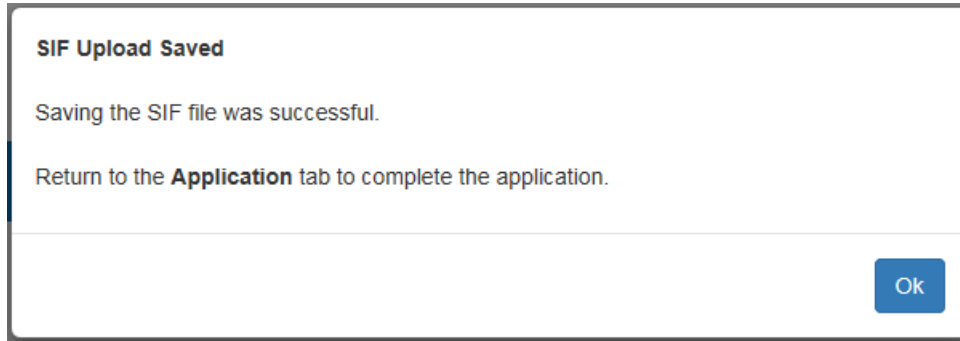 SIF Upload Saved
Saving the SIF file was successful.
Return to the Application tab to complete the application.
Ok